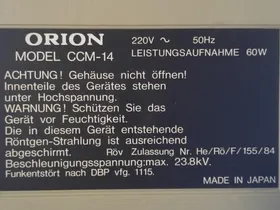 ORION 220V ~ 50Hz
MODEL CCM-14 LEISTUNGSAUFNAHME 60W
ACHTUNG! Gehäuse nicht öffnen!
Innenteile des Gerätes stehen
unter Hochspannung.
WARNUNG! Schützen Sie das
Gerät vor Feuchtigkeit.
Die in diesem Gerät entstehende
Röntgen-Strahlung ist ausreichend
abgeschirmt. Röv Zulassung Nr. He/Rö/F/155/84
Beschleunigungsspannung:max. 23.8kV.
Funkentstört nach DBP vfg. 1115.
MADE IN JAPAN